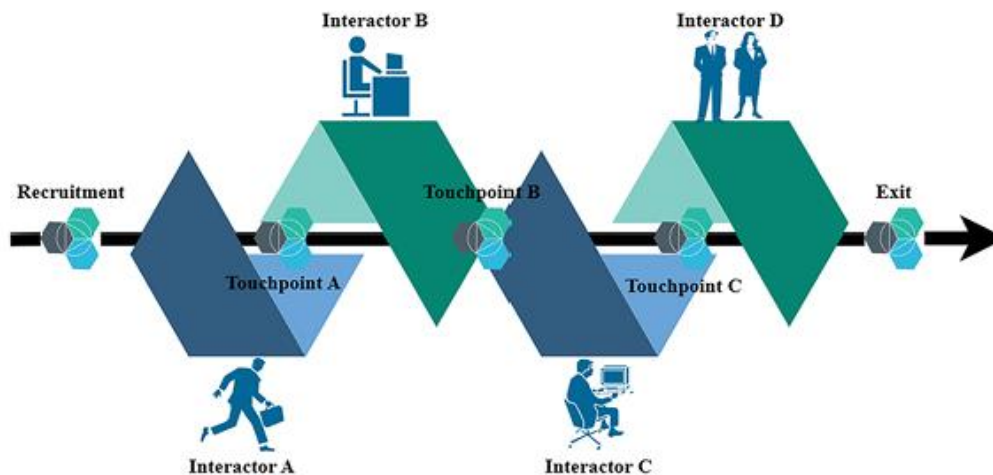 Interactor B
Interactor D
Recruitment
Touchpoint B
Exit
Touchpoint A
Touchpoint C
Interactor A
Interactor C